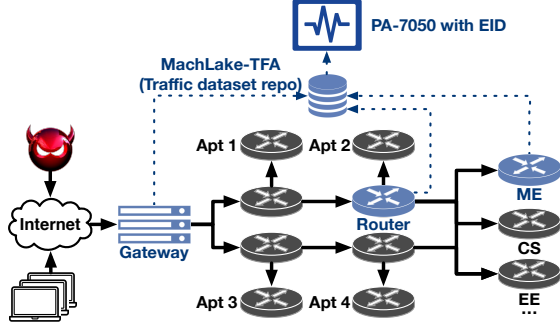 PA-7050 with EID
MachLake-TFA
(Traffic dataset repo)
Apt 1
Apt 2
Internet
Gateway
Router
ME
CS
Apt 3
Apt 4
EE
...